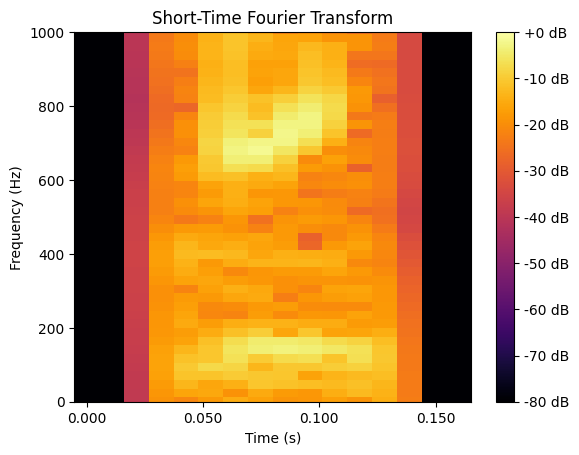 Short-Time Fourier Transform
1000
800
600
400
200
0
Frequency (Hz)
0.000
0.050
0.100
0.150
Time (s)
+0 dB
-10 dB
-20 dB
-30 dB
-40 dB
-50 dB
-60 dB
-70 dB
-80 dB